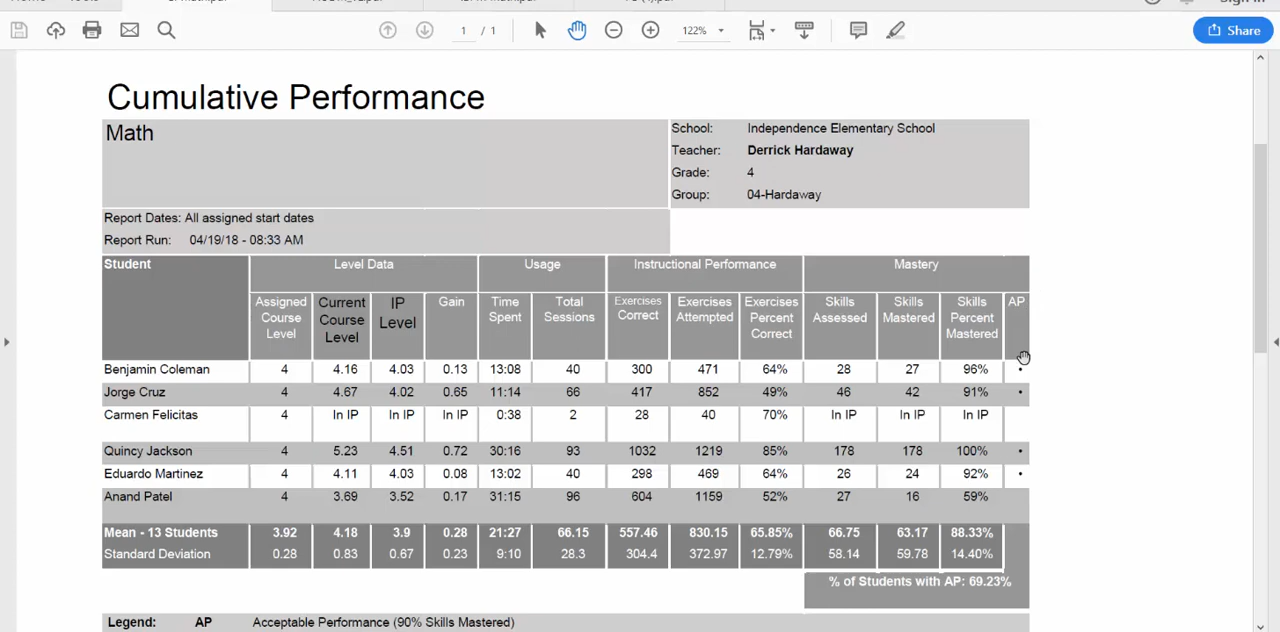 Sign in
1 / 1
122%
Share
Cumulative Performance
Math
School: Independence Elementary School
Teacher: Derrick Hardaway
Grade: 4
Group: 04-Hardaway
Report Dates: All assigned start dates
Report Run: 04/19/18 - 08:33 AM
Student Level Data Usage Instructional Performance Mastery
Assigned Course Level Current Course Level IP Level Gain Time Spent Total Sessions Exercises Correct Exercises Attempted Exercises Percent Correct Skills Assessed Skills Mastered Skills Percent Mastered AP
Benjamin Coleman 4 4.16 4.03 0.13 13:08 40 300 471 64% 28 27 96% •
Jorge Cruz 4 4.67 4.02 0.65 11:14 66 417 852 49% 46 42 91% •
Carmen Felicitas 4 In IP In IP In IP 0:38 2 28 40 70% In IP In IP In IP
Quincy Jackson 4 5.23 4.51 0.72 30:16 93 1032 1219 85% 178 178 100% •
Eduardo Martinez 4 4.11 4.03 0.08 13:02 40 298 469 64% 26 24 92% •
Anand Patel 4 3.69 3.52 0.17 31:15 96 604 1159 52% 27 16 59%
Mean - 13 Students 3.92 4.18 3.9 0.28 21:27 66.15 557.46 830.15 65.85% 66.75 63.17 88.33%
Standard Deviation 0.28 0.83 0.67 0.23 9:10 28.3 304.4 372.97 12.79% 58.14 59.78 14.40%
% of Students with AP: 69.23%
Legend: AP Acceptable Performance (90% Skills Mastered)